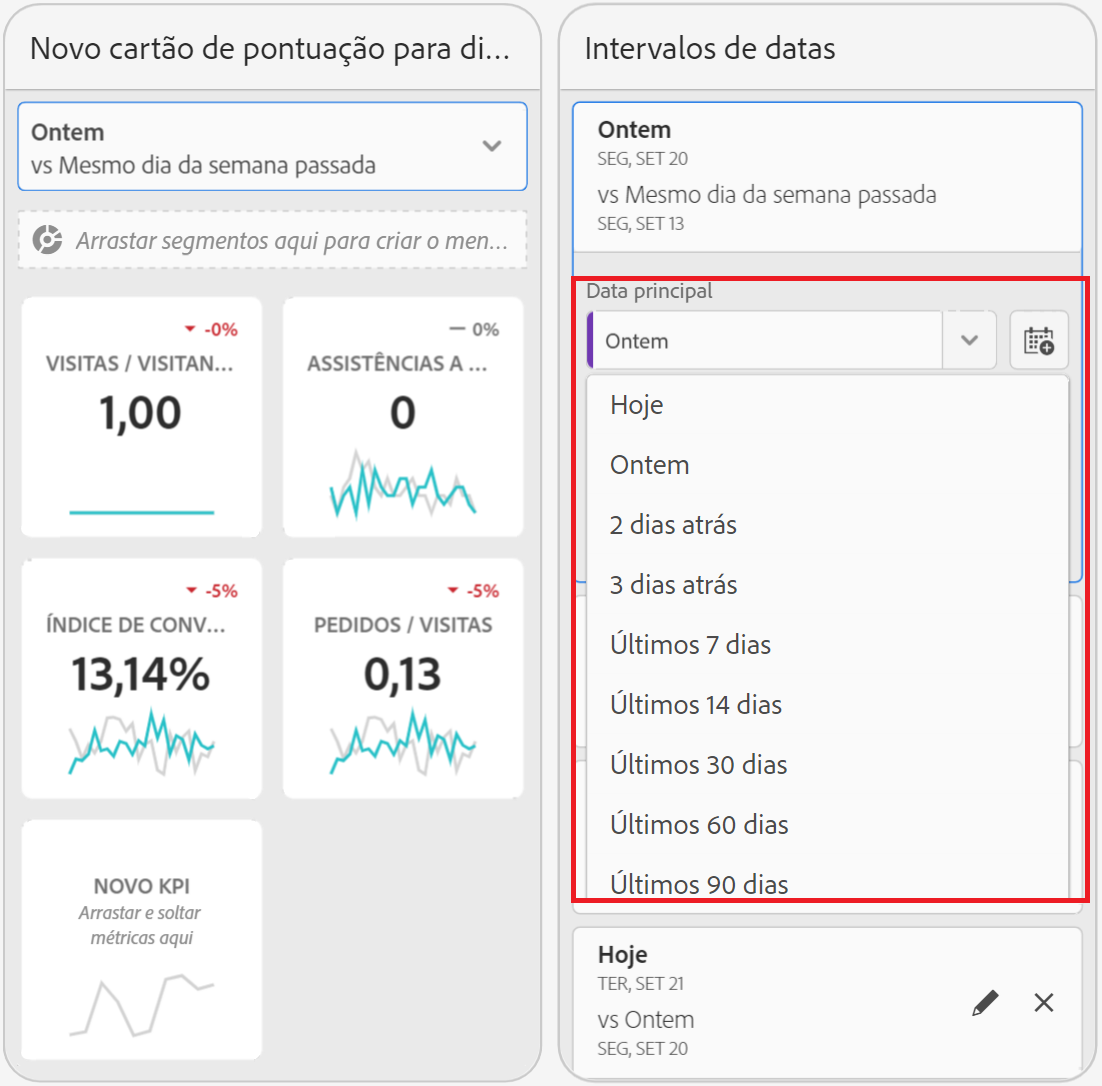 Novo cartão de pontuação para di...
Ontem
vs Mesmo dia da semana passada
Arrastar segmentos aqui para criar o men...
-0%
VISITAS / VISITAN...
1,00
0%
ASSISTÊNCIAS A ...
0
-5%
ÍNDICE DE CONV...
13,14%
-5%
PEDIDOS / VISITAS
0,13
NOVO KPI
Arrastar e soltar
métricas aqui
Intervalos de datas
Ontem
SEG, SET 20
vs Mesmo dia da semana passada
SEG, SET 13
Data principal
Ontem
Hoje
Ontem
2 dias atrás
3 dias atrás
Últimos 7 dias
Últimos 14 dias
Últimos 30 dias
Últimos 60 dias
Últimos 90 dias
Hoje
TER, SET 21
vs Ontem
SEG, SET 20